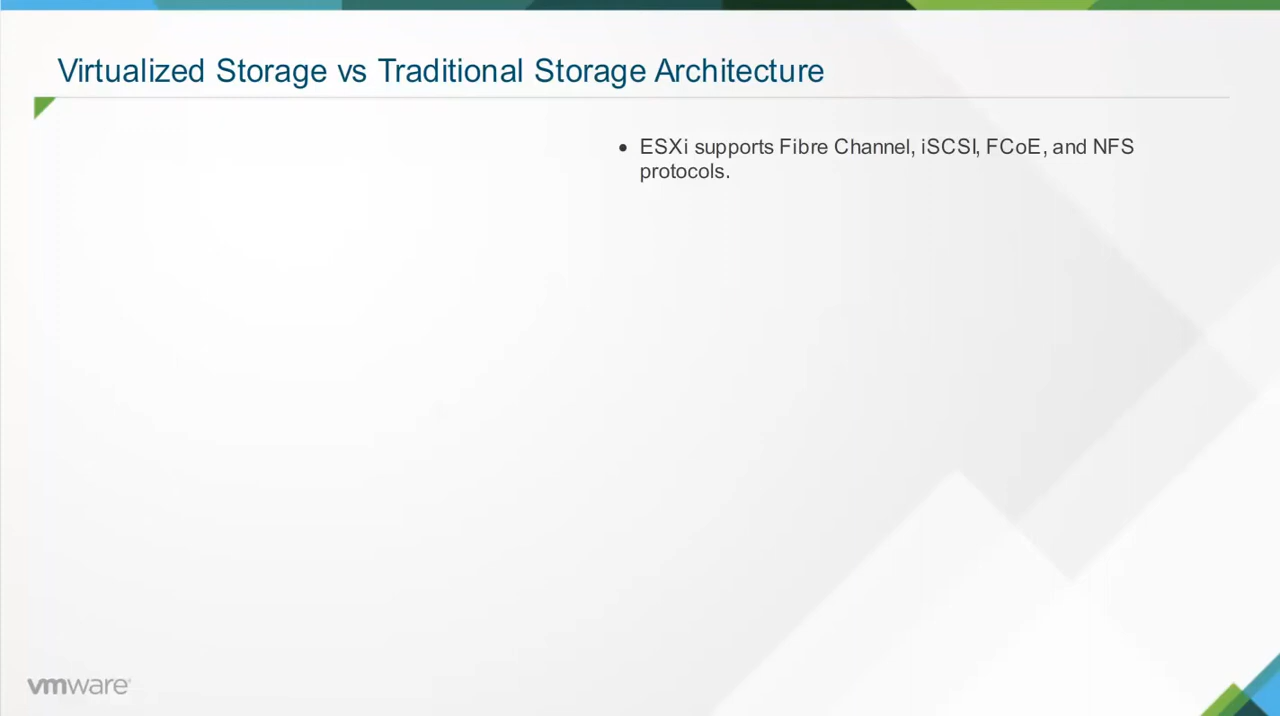 Virtualized Storage vs Traditional Storage Architecture
• ESXi supports Fibre Channel, iSCSI, FCoE, and NFS
protocols.
vmware®